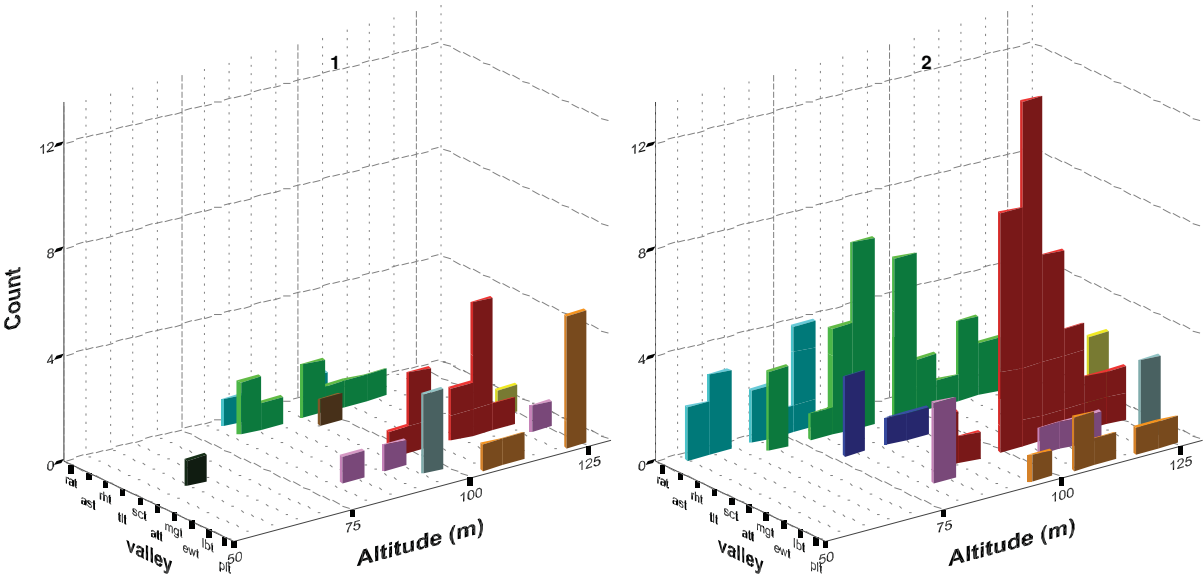 1
12
8
4
0
Count
rat
ast
rht
tlt
sct
att
mgt
ewt
lbt
plt
valley
50
75
100
125
Altitude (m)
2
12
8
4
0
rat
ast
rht
tlt
sct
att
mgt
ewt
lbt
plt
valley
50
75
100
125
Altitude (m)